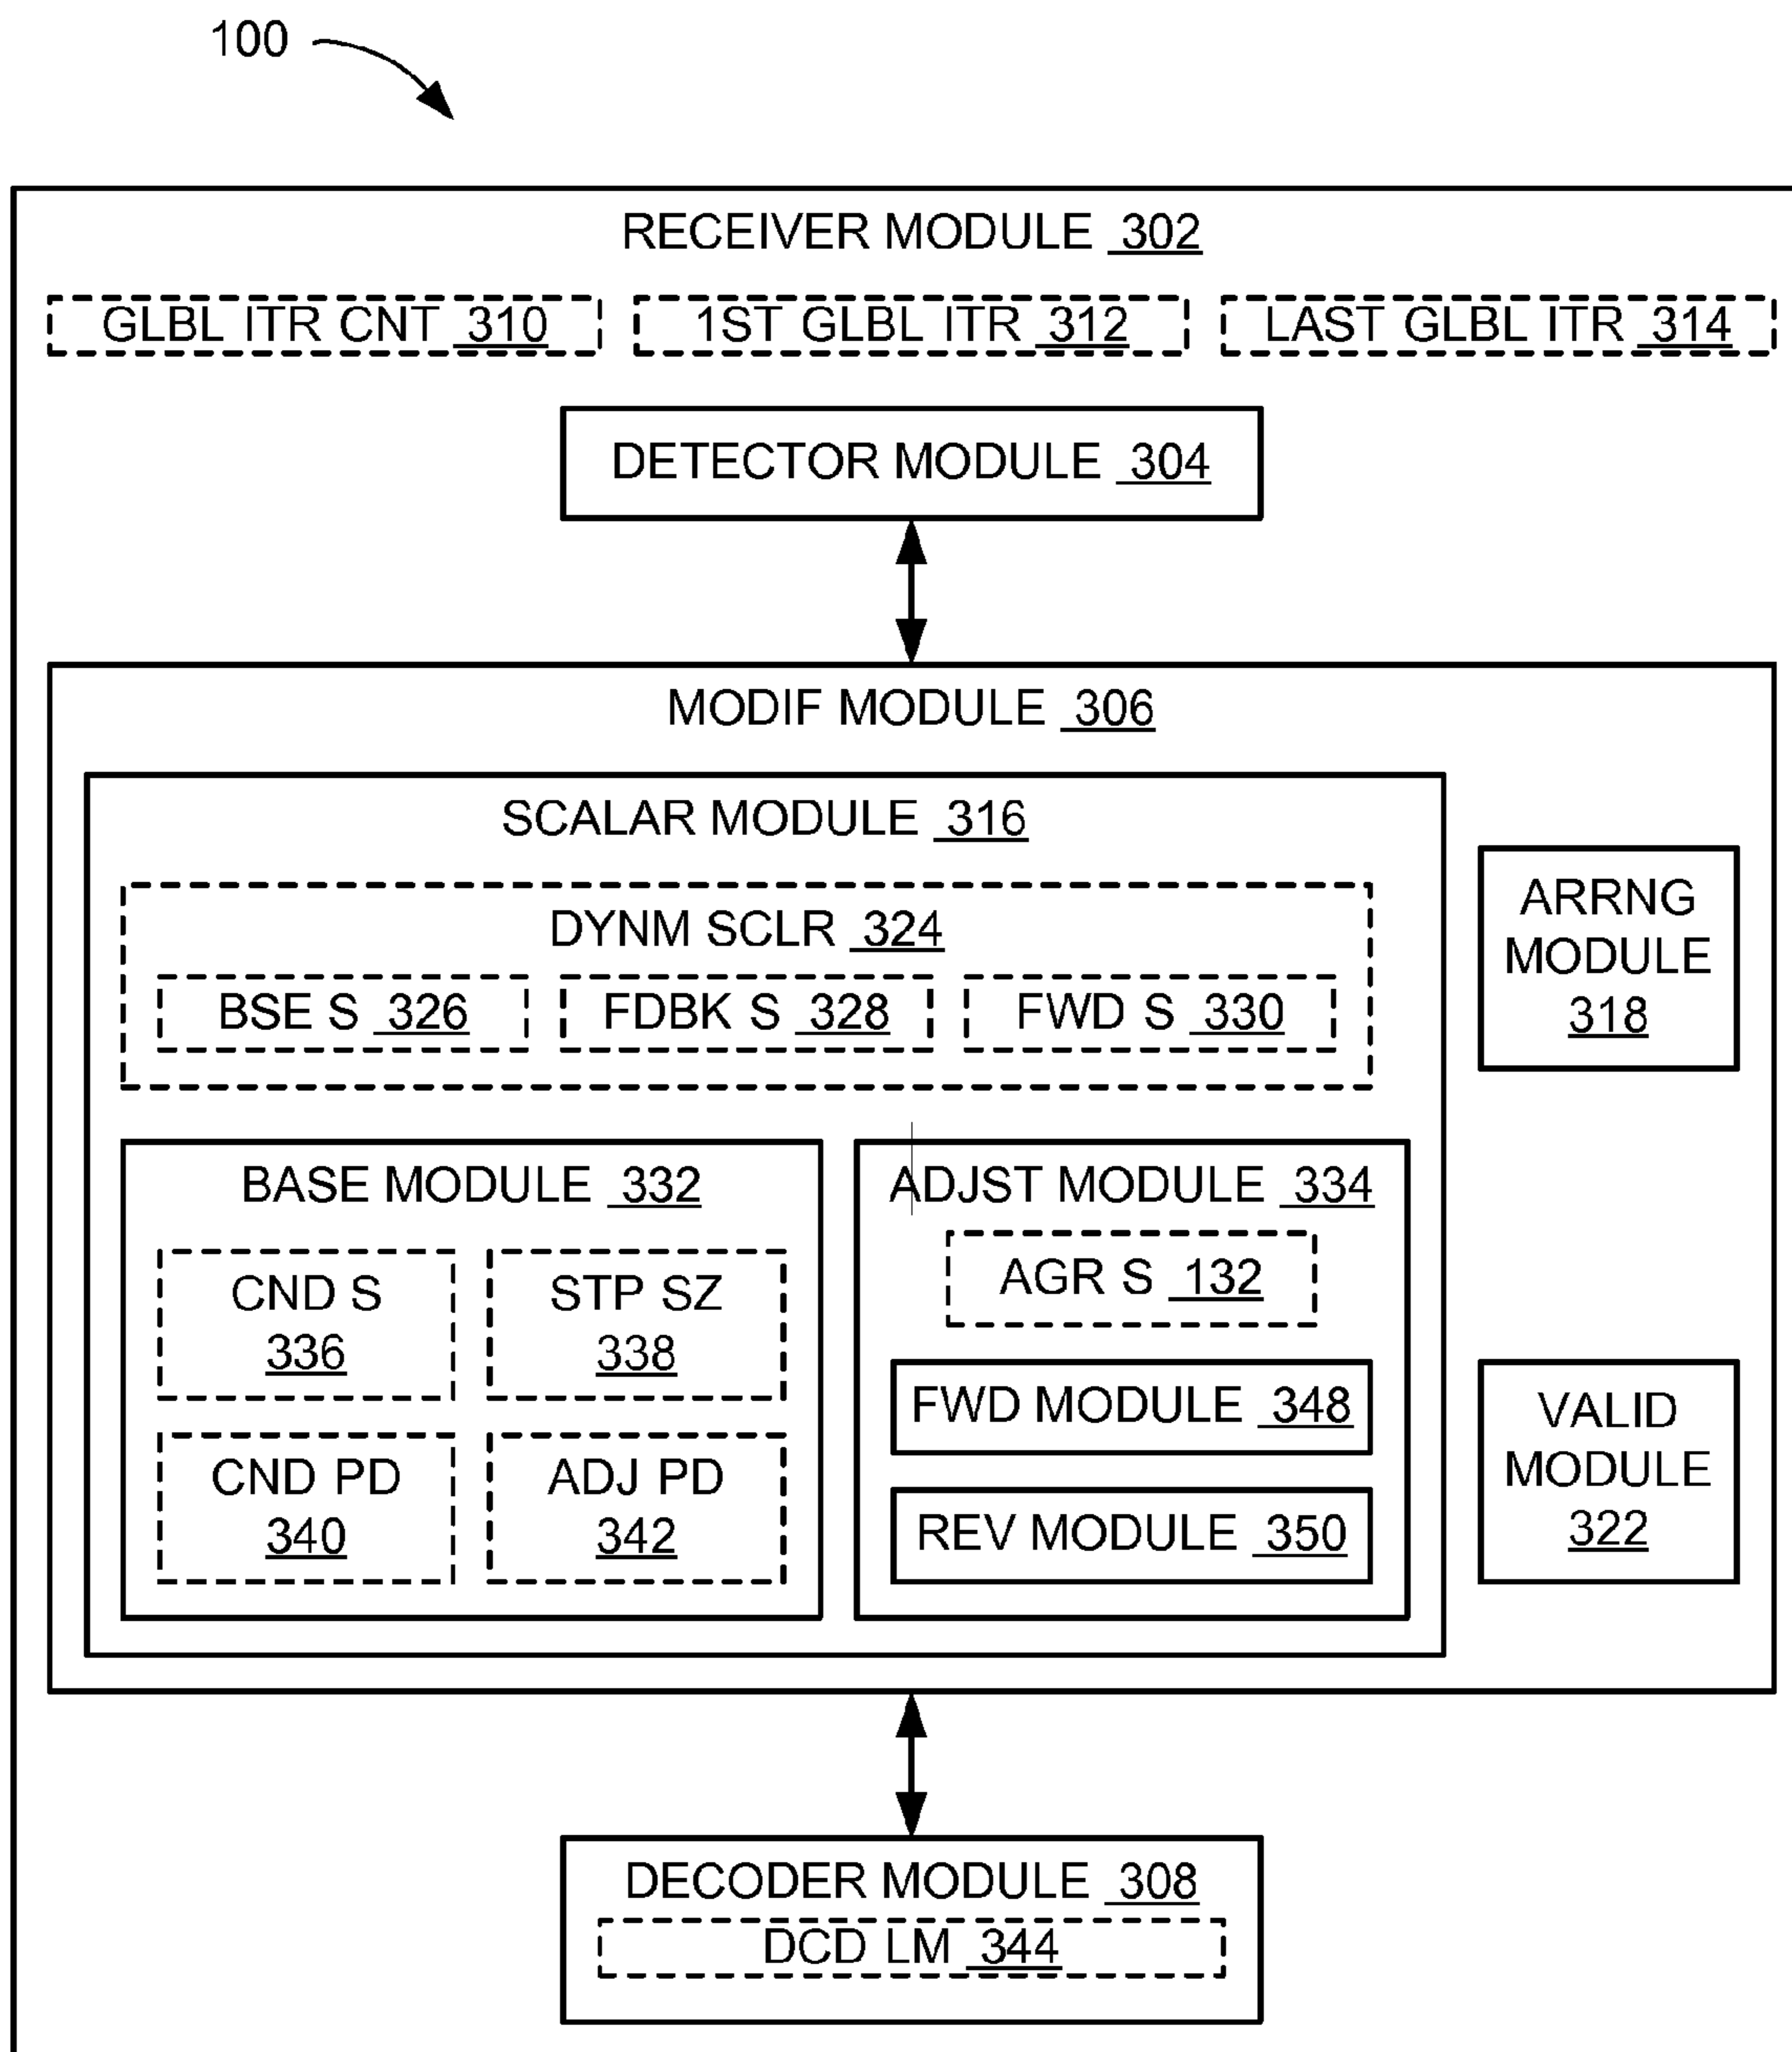 100
RECEIVER MODULE 302
GLBL ITR CNT 310
1ST GLBL ITR 312
LAST GLBL ITR 314
DETECTOR MODULE 304
MODIF MODULE 306
SCALAR MODULE 316
DYNM SCLR 324
BSE S 326
FDBK S 328
FWD S 330
ARRNG
MODULE
318
BASE MODULE 332
CND S
336
STP SZ
338
CND PD
340
ADJ PD
342
ADJST MODULE 334
AGR S 132
FWD MODULE 348
REV MODULE 350
VALID
MODULE
322
DECODER MODULE 308
DCD LM 344